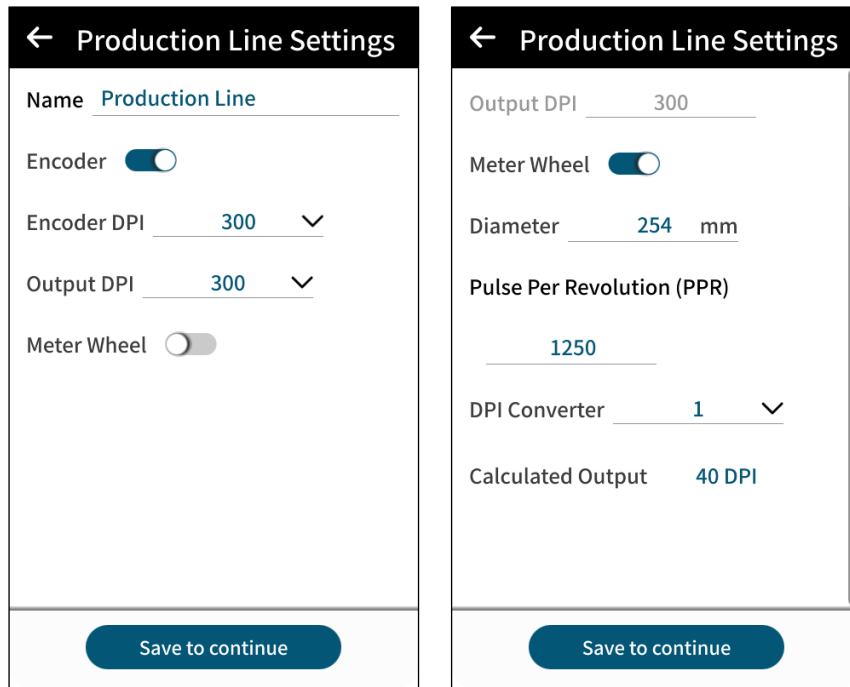 Production Line Settings
Name Production Line
Encoder
Encoder DPI 300
Output DPI 300
Meter Wheel
Save to continue
Production Line Settings
Output DPI 300
Meter Wheel
Diameter 254 mm
Pulse Per Revolution (PPR)
1250
DPI Converter 1
Calculated Output 40 DPI
Save to continue